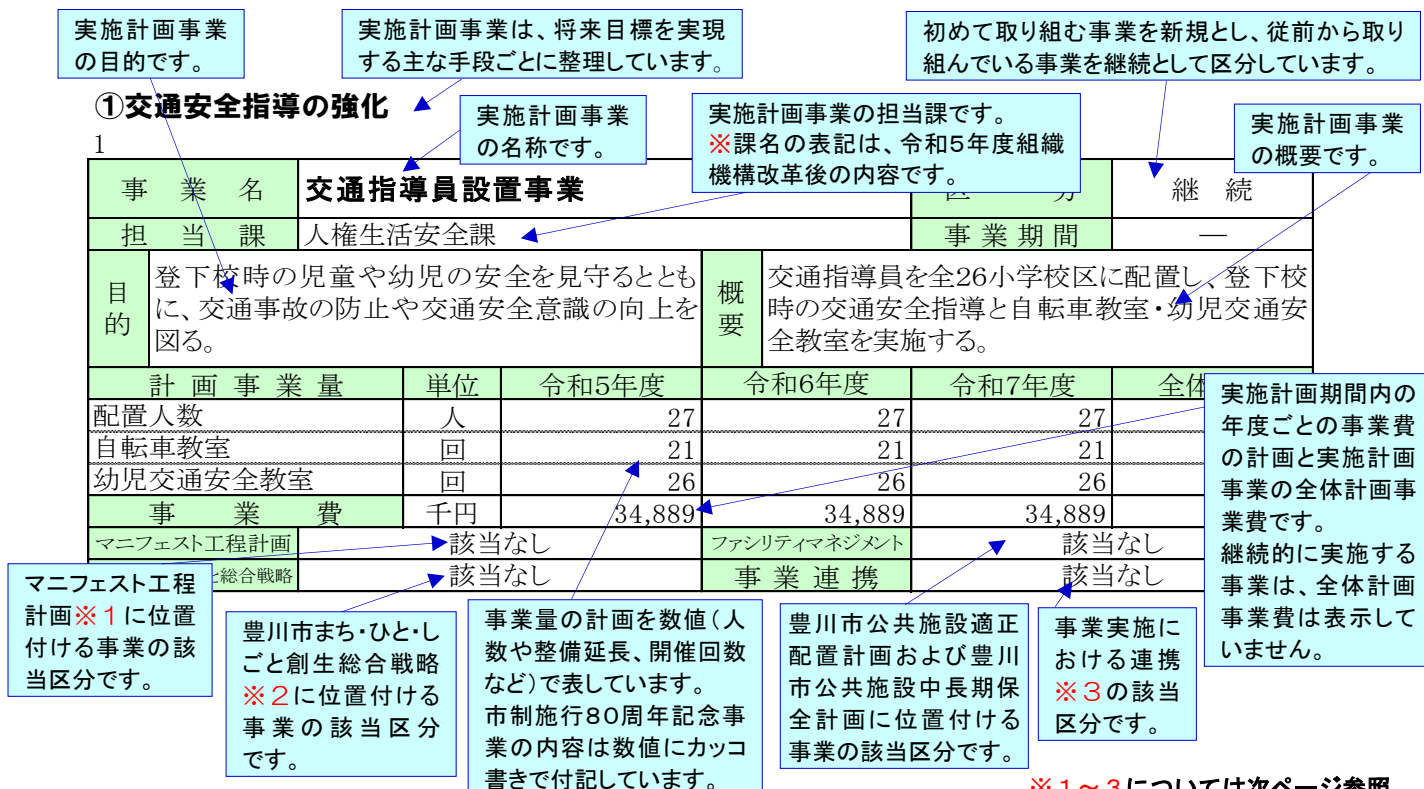 実施計画事業
の目的です。
実施計画事業は、将来目標を実現
する主な手段ごとに整理しています。
初めて取り組む事業を新規とし、従前から取り
組んでいる事業を継続として区分しています。
①交通安全指導の強化
実施計画事業
の名称です。
実施計画事業の担当課です。
※課名の表記は、令和5年度組織
機構改革後の内容です。
実施計画事業
の概要です。
1
事業名 交通指導員設置事業 継続
担当課 人権生活安全課 事業期間 ―
目的 登下校時の児童や幼児の安全を見守るととも
に、交通事故の防止や交通安全意識の向上を
図る。
概要 交通指導員を全26小学校区に配置し、登下校
時の交通安全指導と自転車教室・幼児交通安
全教室を実施する。
計画事業量 単位 令和5年度 令和6年度 令和7年度 全体
配置人数 人 27 27 27
自転車教室 回 21 21 21
幼児交通安全教室 回 26 26 26
事業費 千円 34,889 34,889 34,889
マニフェスト工程計画 該当なし ファシリティマネジメント 該当なし
総合戦略 該当なし 事業連携 該当なし
実施計画期間内の
年度ごとの事業費
の計画と実施計画
事業の全体計画事
業費です。
継続的に実施する
事業は、全体計画
事業費は表示して
いません。
マニフェスト工程
計画※1に位置
付ける事業の該
当区分です。
豊川市まち・ひと・し
ごと創生総合戦略
※2に位置付ける
事業の該当区分
です。
事業量の計画を数値(人
数や整備延長、開催回数
など)で表しています。
市制施行80周年記念事
業の内容は数値にカッコ
書きで付記しています。
豊川市公共施設適正
配置計画および豊川
市公共施設中長期保
全計画に位置付ける
事業の該当区分です。
事業実施に
おける連携
※3の該当
区分です。
※1~3については次ページ参照